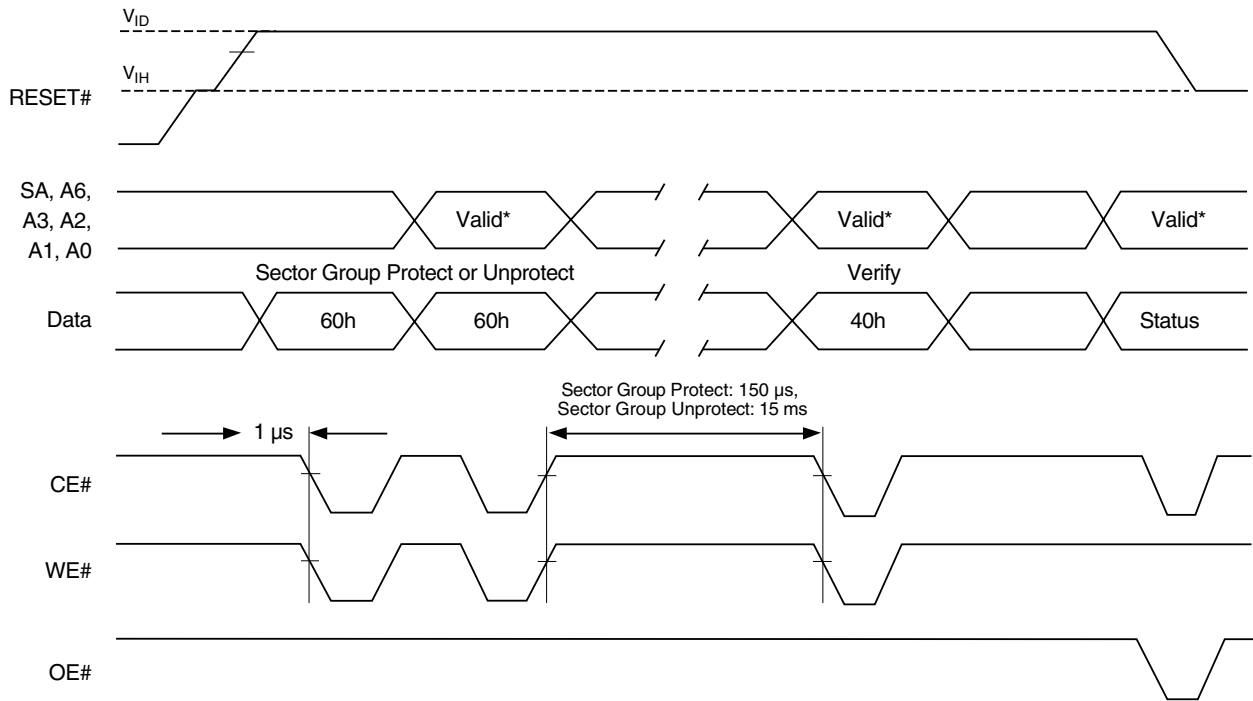 VID
VIH
RESET#
SA, A6,
A3, A2,
A1, A0
Valid*
Valid*
Valid*
Sector Group Protect or Unprotect
Verify
Data
60h
60h
40h
Status
Sector Group Protect: 150 µs,
Sector Group Unprotect: 15 ms
1 µs
CE#
WE#
OE#